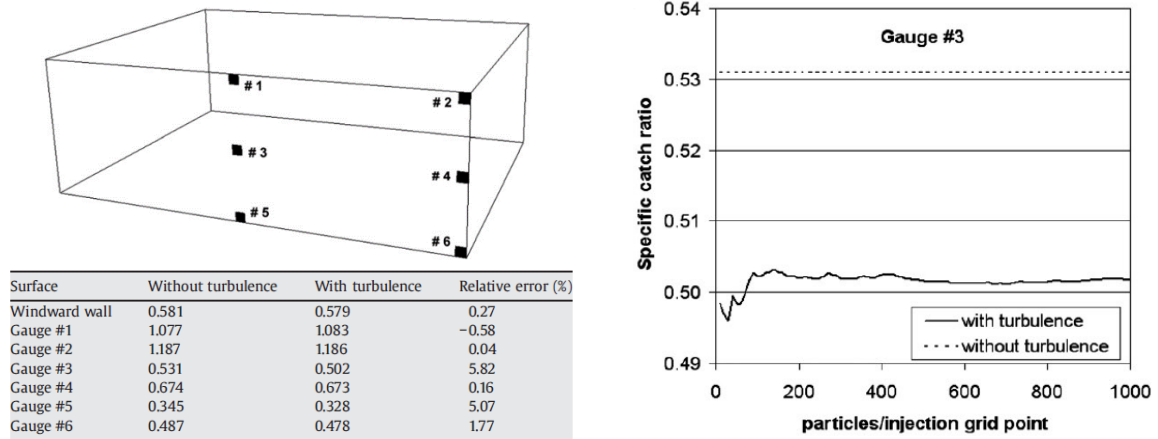 # 1
# 2
# 3
# 4
# 5
# 6
Surface Without turbulence With turbulence Relative error (%)
Windward wall 0.581 0.579 0.27
Gauge #1 1.077 1.083 −0.58
Gauge #2 1.187 1.186 0.04
Gauge #3 0.531 0.502 5.82
Gauge #4 0.674 0.673 0.16
Gauge #5 0.345 0.328 5.07
Gauge #6 0.487 0.478 1.77
Gauge #3
Specific catch ratio
0.54
0.53
0.52
0.51
0.50
0.49
with turbulence
without turbulence
0 200 400 600 800 1000
particles/injection grid point